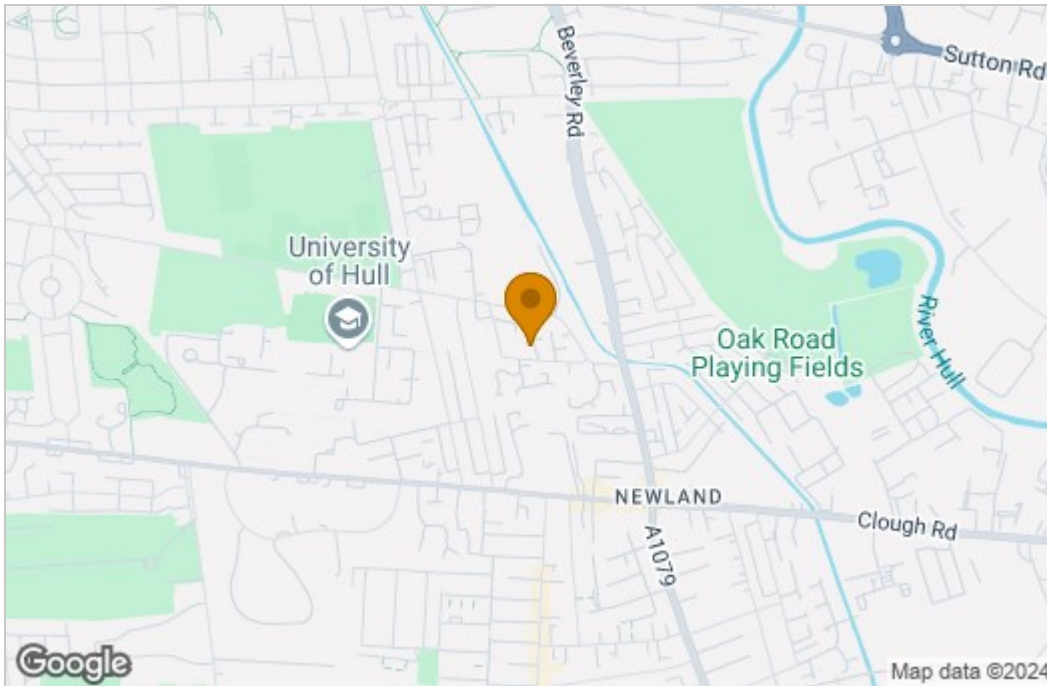 Beverley Rd
Sutton Rd
University
of Hull
River Hull
Oak Road
Playing Fields
NEWLAND
Clough Rd
A1079
Google
Map data ©2024